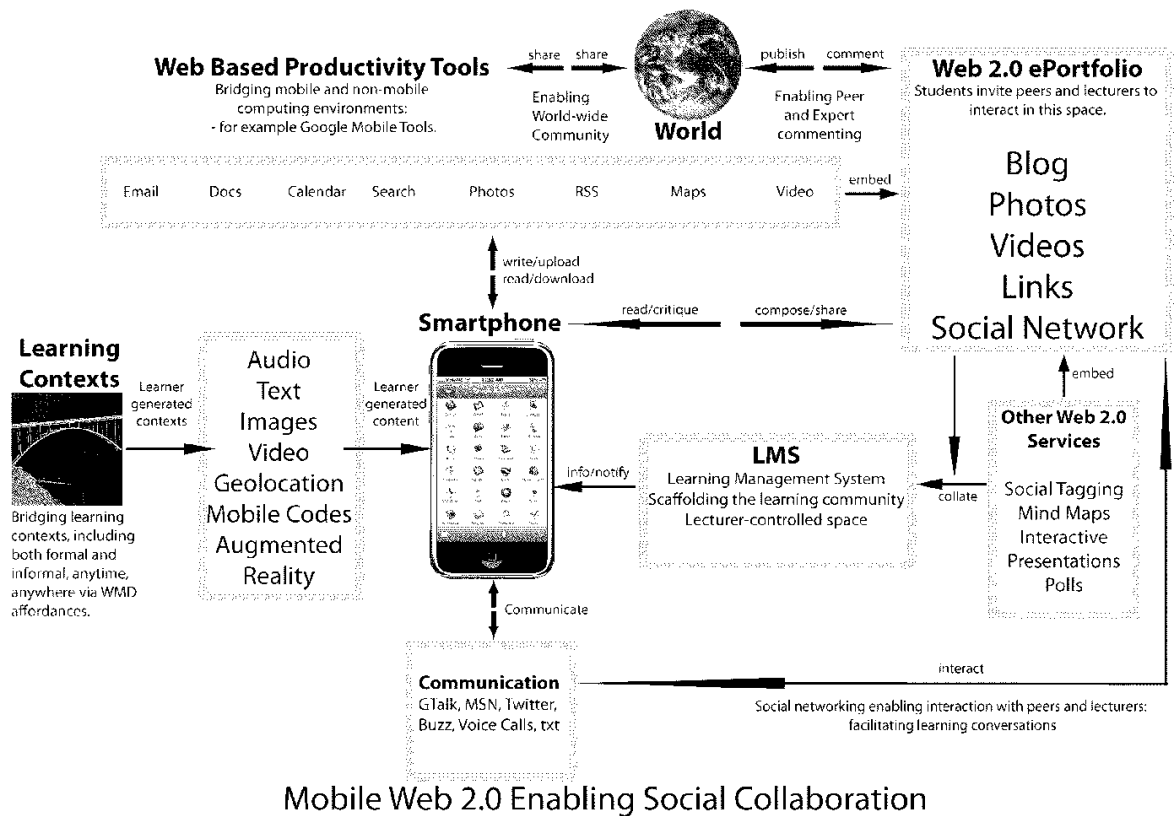 share share
publish comment
Web Based Productivity Tools
Bridging mobile and non-mobile
computing environments:
- for example Google Mobile Tools.
Enabling
World-wide
Community
World
Enabling Peer
and Expert
commenting
Web 2.0 ePortfolio
Students invite peers and lecturers to
interact in this space.
Blog
Photos
Videos
Links
Social Network
Email Docs Calendar Search Photos RSS Maps Video
embed
write/upload
read/download
Smartphone
read/critique compose/share
Learning
Contexts
Learner
generated
contexts
Audio
Text
Images
Video
Geolocation
Mobile Codes
Augmented
Reality
Learner
generated
content
Bridging learning
contexts, including
both formal and
informal, anytime,
anywhere via WMD
affordances.
info/notify
LMS
Learning Management System
Scaffolding the learning community
Lecturer-controlled space
collate
embed
Other Web 2.0
Services
Social Tagging
Mind Maps
Interactive
Presentations
Polls
Communicate
Communication
GTalk, MSN, Twitter,
Buzz, Voice Calls, txt
interact
Social networking enabling interaction with peers and lecturers:
facilitating learning conversations
Mobile Web 2.0 Enabling Social Collaboration